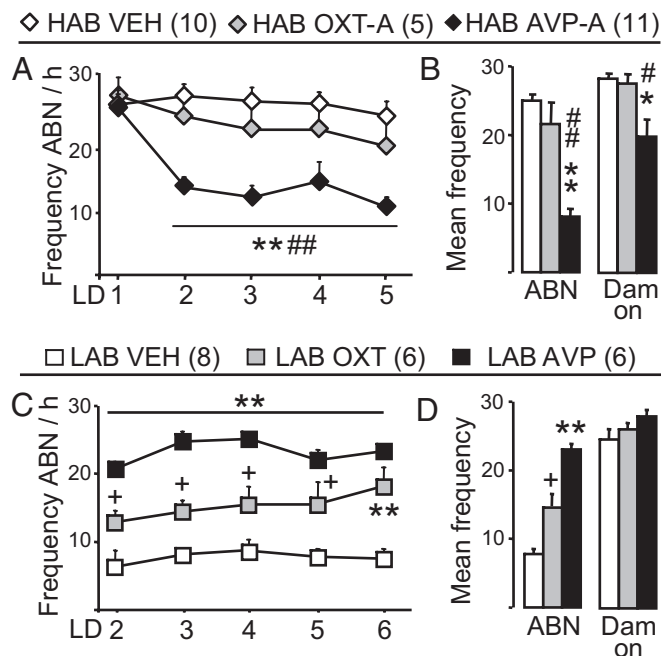 HAB VEH (10) HAB OXT-A (5) HAB AVP-A (11)
A
Frequency ABN / h
30
20
10
**##
LD 1 2 3 4 5
B
Mean frequency
30
20
10
#
#
*
*
#
*
ABN
Dam
on
LAB VEH (8) LAB OXT (6) LAB AVP (6)
C
Frequency ABN / h
30
20
10
**
+ + + +
**
LD 2 3 4 5 6
D
Mean frequency
30
20
10
+
**
ABN
Dam
on